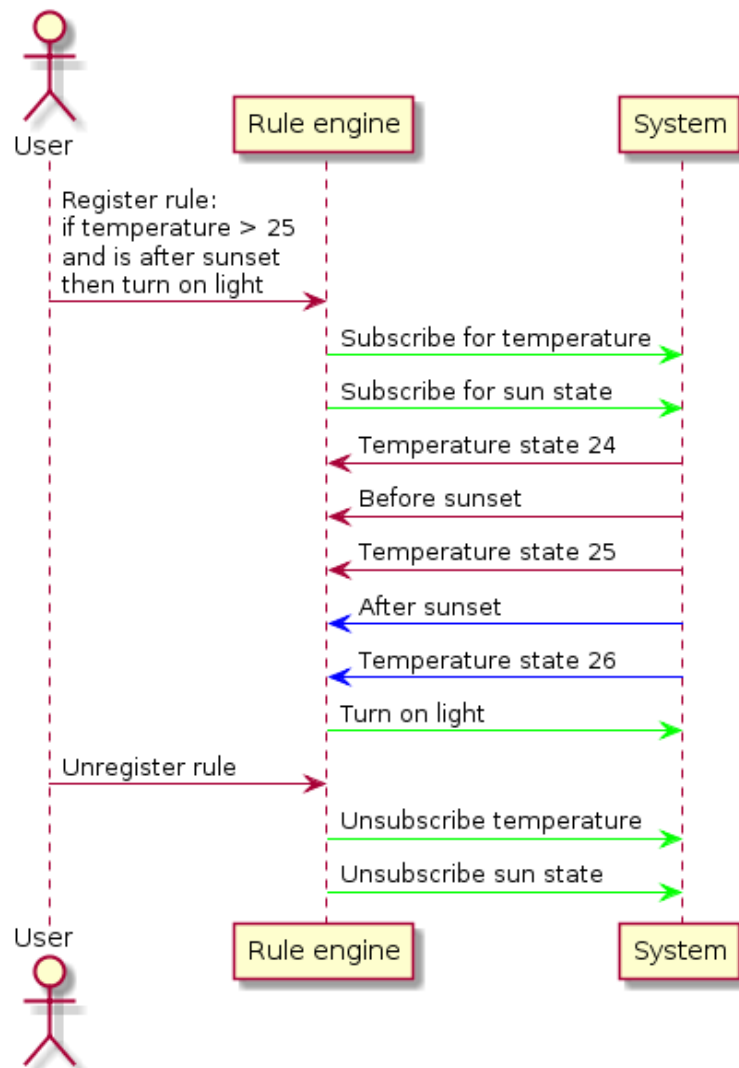 User
Rule engine
System
Register rule:
if temperature > 25
and is after sunset
then turn on light
Subscribe for temperature
Subscribe for sun state
Temperature state 24
Before sunset
Temperature state 25
After sunset
Temperature state 26
Turn on light
Unregister rule
Unsubscribe temperature
Unsubscribe sun state
User
Rule engine
System